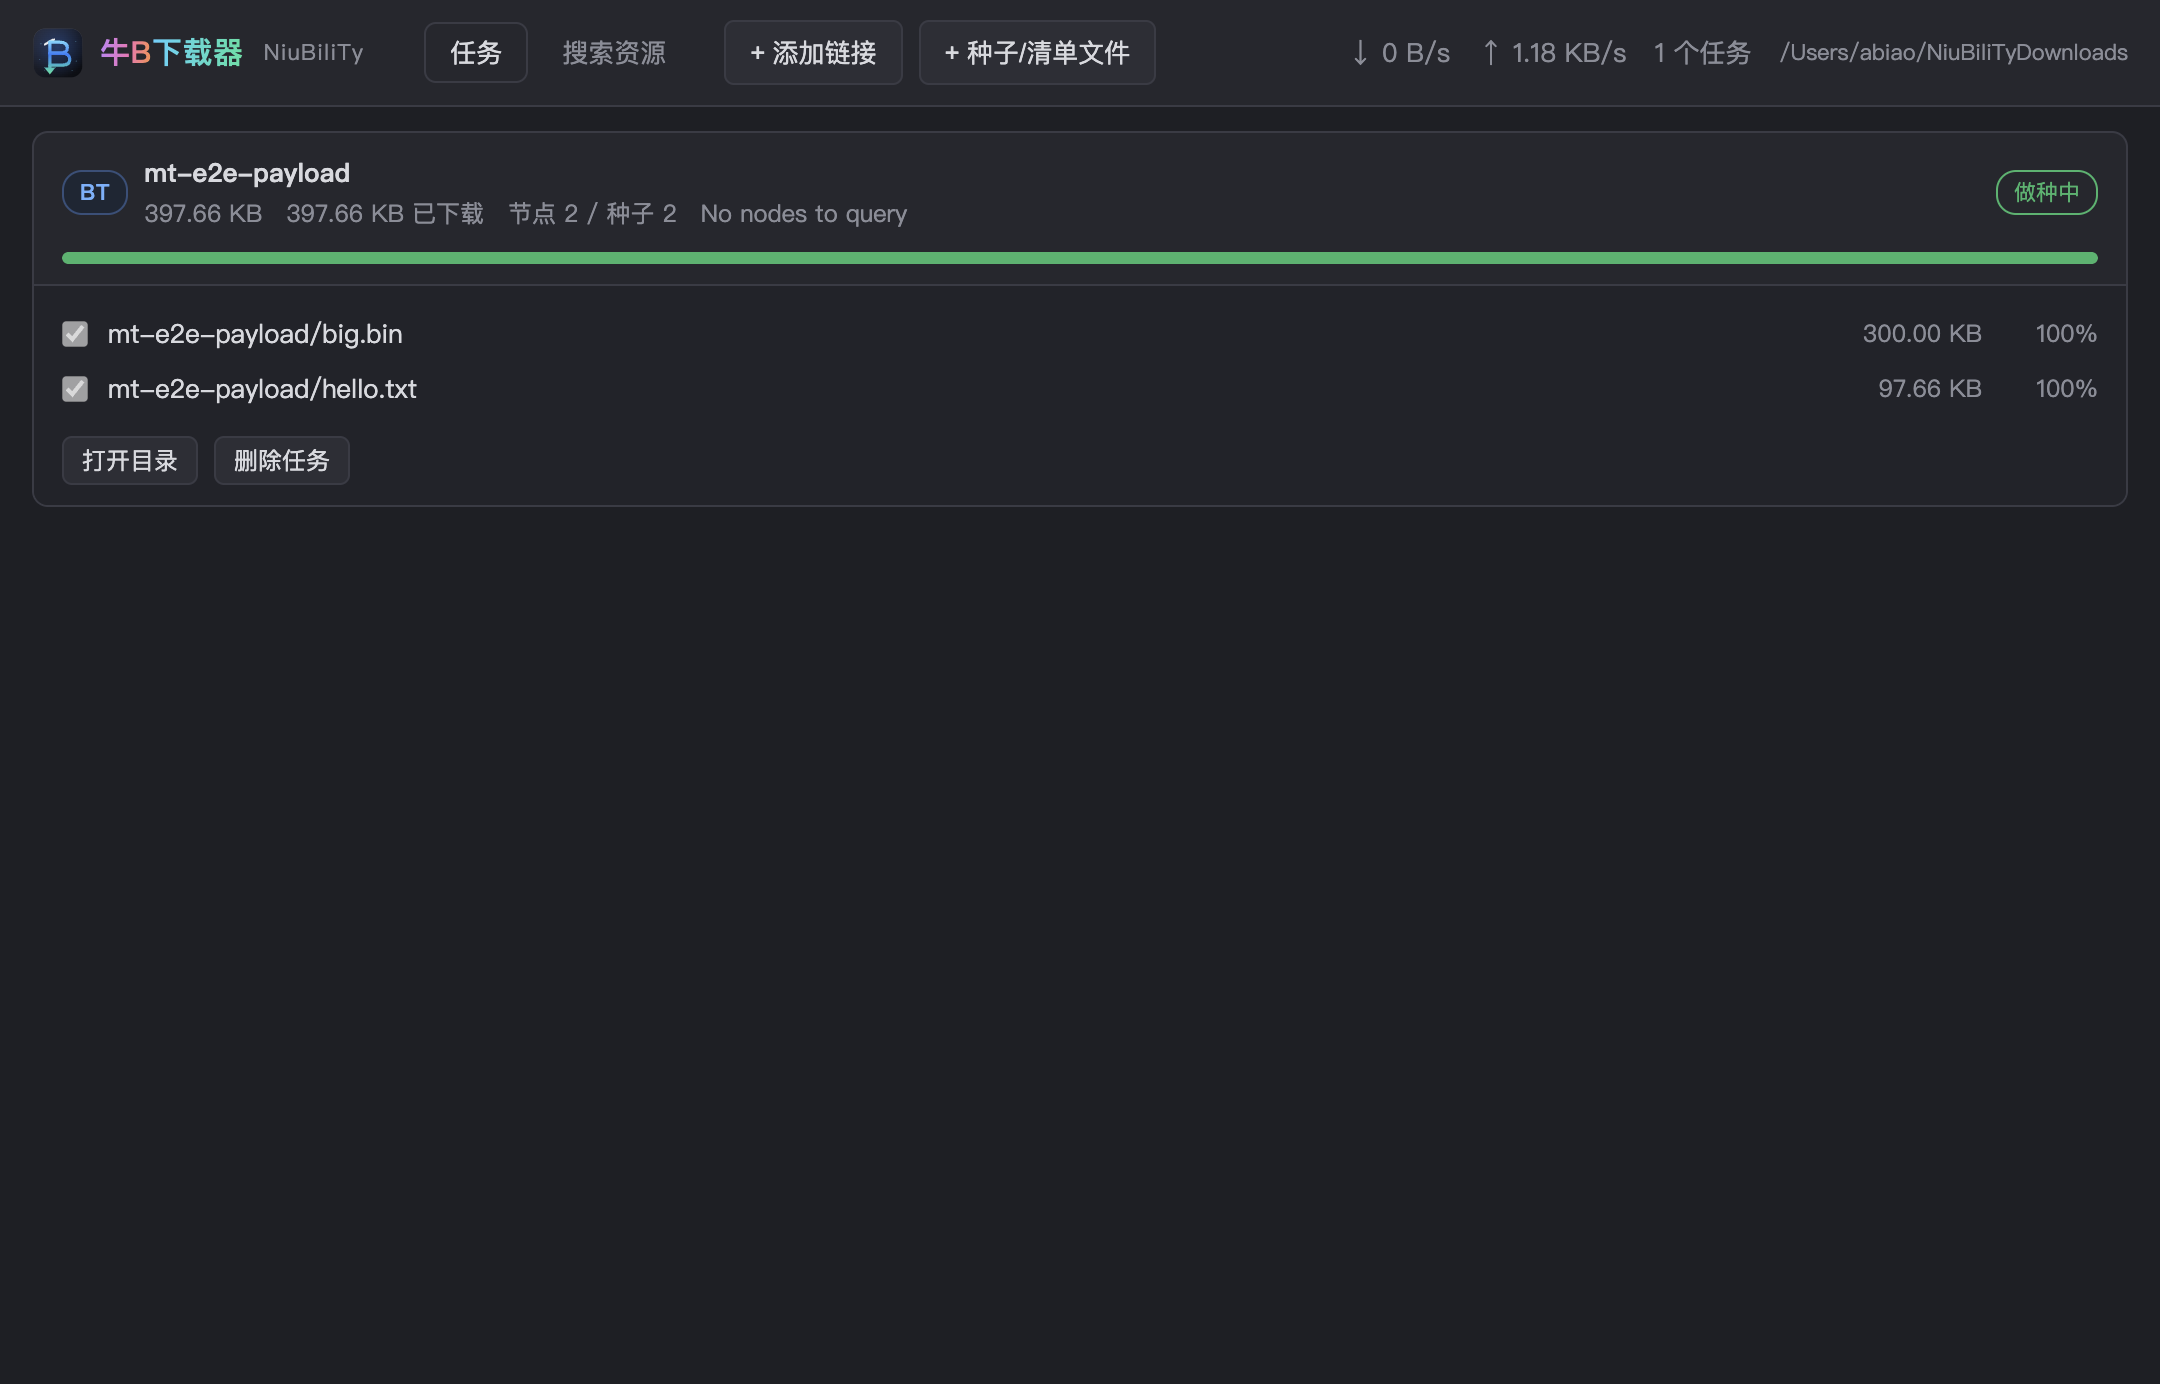 牛B下载器 NiuBiliTy 任务 搜索资源 + 添加链接 + 种子/清单文件 ↓ 0 B/s ↑ 1.18 KB/s 1 个任务 /Users/abiao/NiuBiliTyDownloads
BT mt-e2e-payload
397.66 KB 397.66 KB 已下载 节点 2 / 种子 2 No nodes to query 做种中
mt-e2e-payload/big.bin 300.00 KB 100%
mt-e2e-payload/hello.txt 97.66 KB 100%
打开目录 删除任务